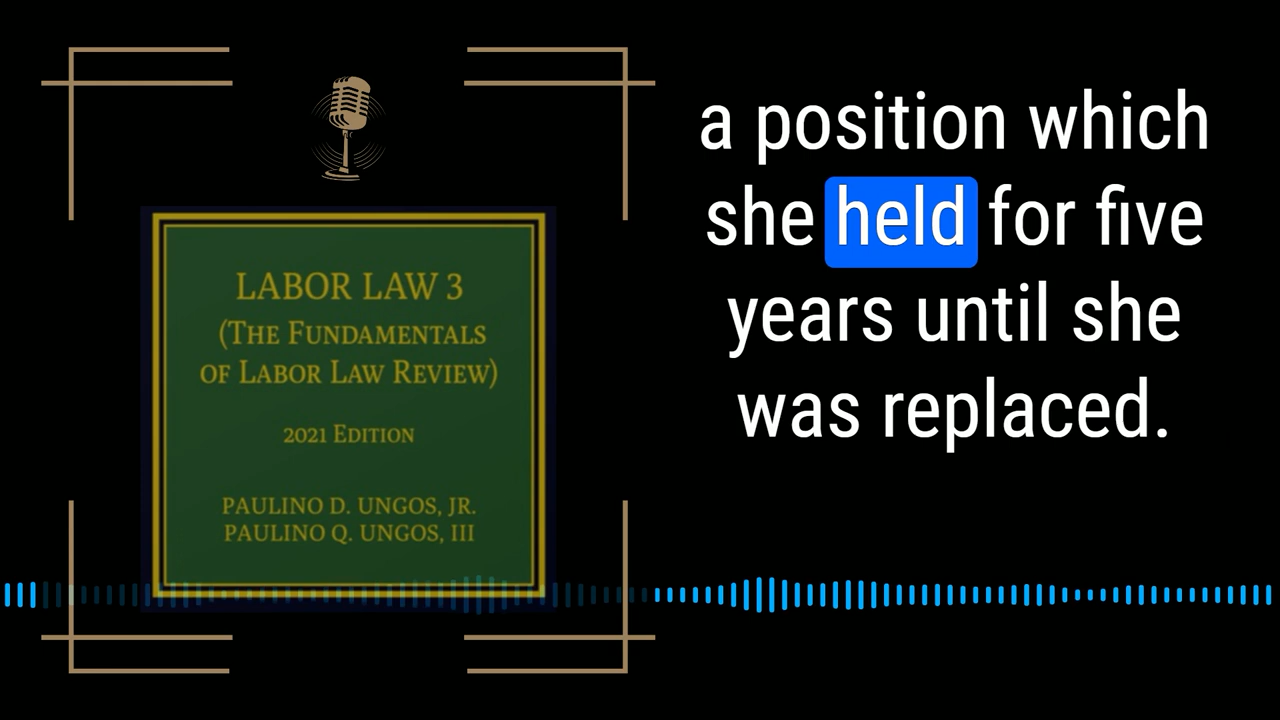 LABOR LAW 3
(THE FUNDAMENTALS
OF LABOR LAW REVIEW)
2021 EDITION
PAULINO D. UNGOS, JR.
PAULINO Q. UNGOS, III
a position which
she held for five
years until she
was replaced.